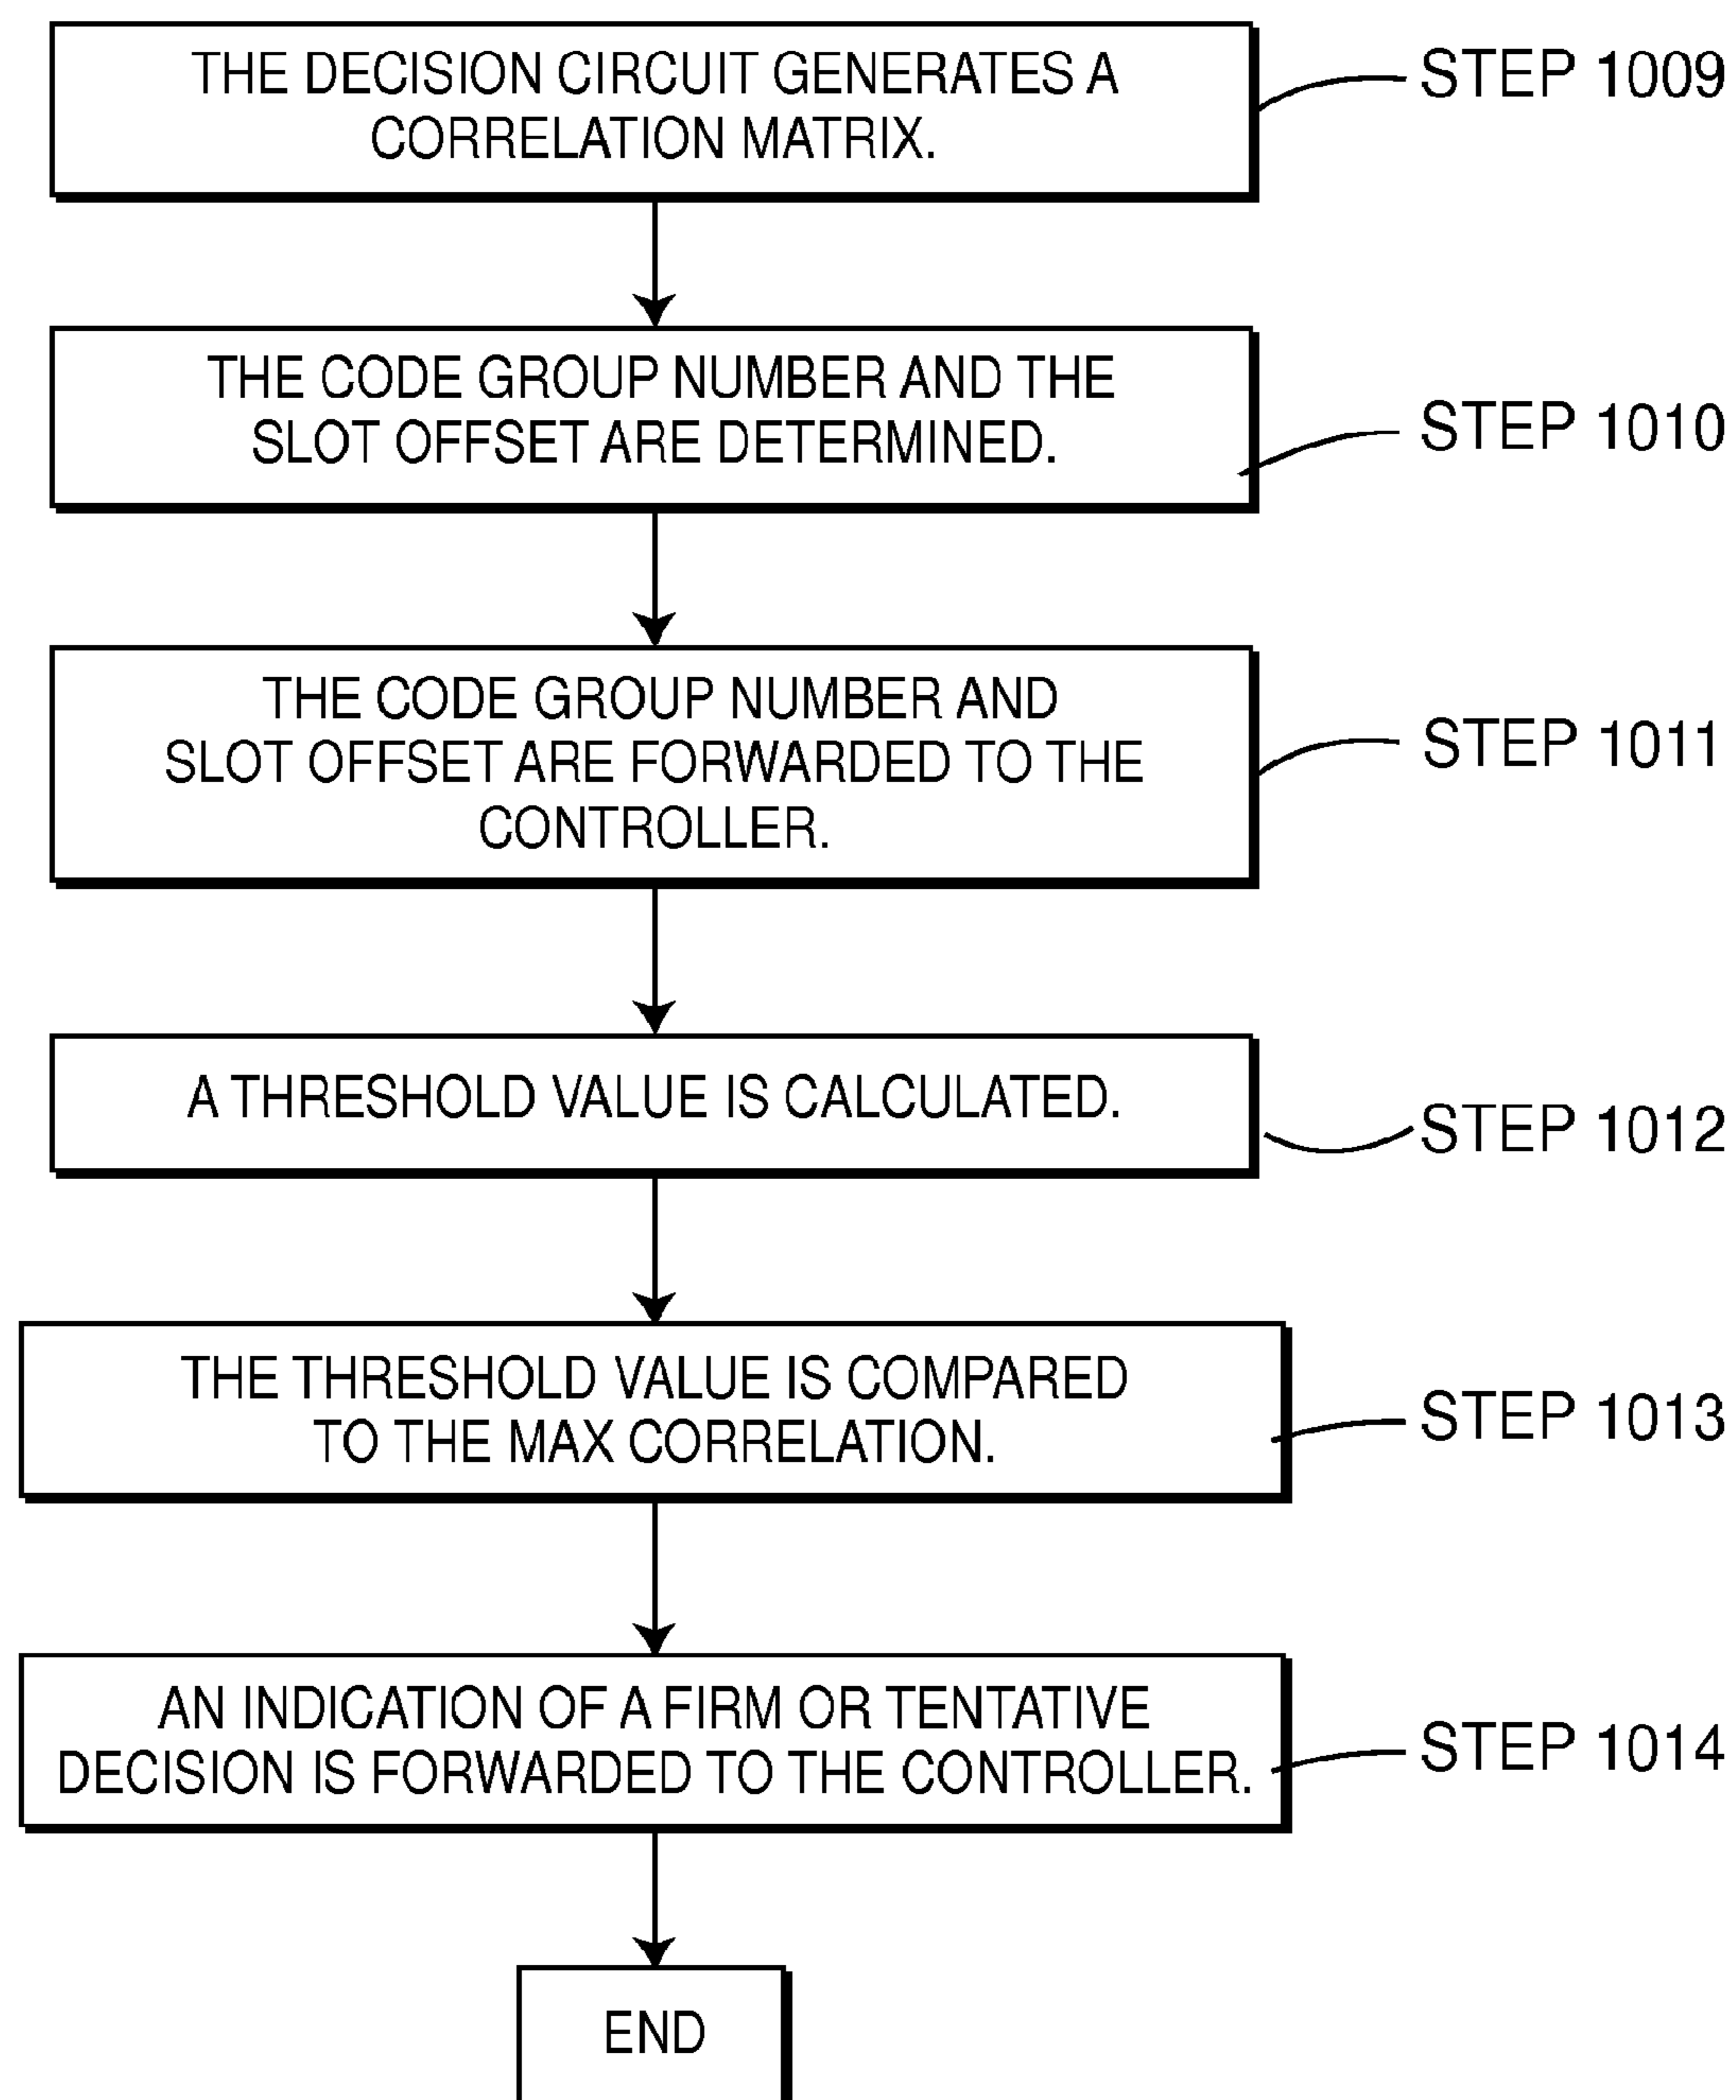 THE DECISION CIRCUIT GENERATES A
CORRELATION MATRIX.
STEP 1009
THE CODE GROUP NUMBER AND THE
SLOT OFFSET ARE DETERMINED.
STEP 1010
THE CODE GROUP NUMBER AND
SLOT OFFSET ARE FORWARDED TO THE
CONTROLLER.
STEP 1011
A THRESHOLD VALUE IS CALCULATED.
STEP 1012
THE THRESHOLD VALUE IS COMPARED
TO THE MAX CORRELATION.
STEP 1013
AN INDICATION OF A FIRM OR TENTATIVE
DECISION IS FORWARDED TO THE CONTROLLER.
STEP 1014
END